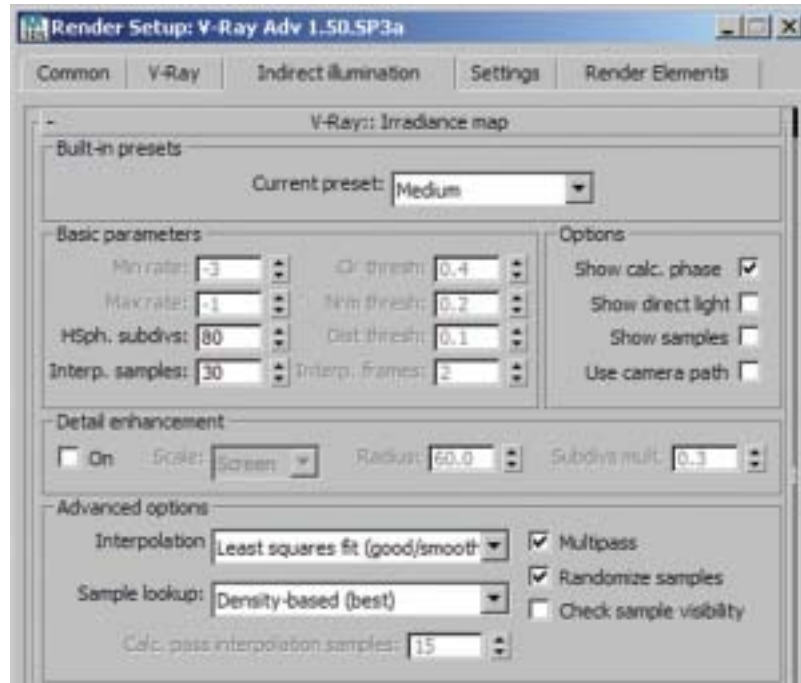 Render Setup: V-Ray Adv 1.50.SP3a
Common V-Ray Indirect illumination Settings Render Elements
- V-Ray:: Irradiance map
Built-in presets
Current preset: Medium
Basic parameters
Min rate: -3 Clr thresh: 0.4
Max rate: -1 Nrm thresh: 0.2
HSph. subdivs: 80 Dist thresh: 0.1
Interp. samples: 30 Interp. frames: 2
Options
Show calc. phase
Show direct light
Show samples
Use camera path
Detail enhancement
On Scale: Screen Radius: 60.0 Subdivs mult. 0.3
Advanced options
Interpolation Least squares fit (good/smooth
Sample lookup: Density-based (best)
Calc. pass interpolation samples: 15
Multipass
Randomize samples
Check sample visibility